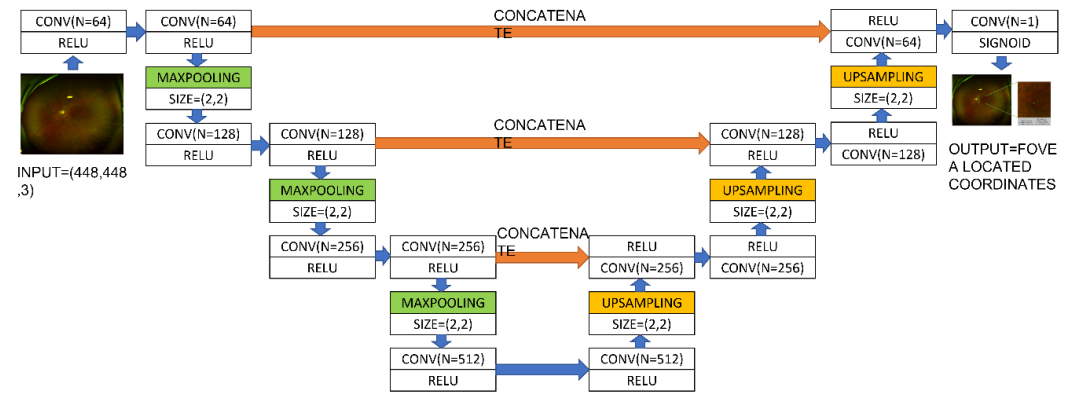 CONV(N=64)
RELU
CONV(N=64)
RELU
CONCATENA
TE
RELU
CONV(N=64)
CONV(N=1)
SIGNOID
MAXPOOLING
SIZE=(2,2)
UPSAMPLING
SIZE=(2,2)
INPUT=(448,448
,3)
CONV(N=128)
RELU
CONV(N=128)
RELU
CONCATENA
TE
CONV(N=128)
RELU
RELU
CONV(N=128)
OUTPUT=FOVE
A LOCATED
COORDINATES
MAXPOOLING
SIZE=(2,2)
UPSAMPLING
SIZE=(2,2)
CONV(N=256)
RELU
CONV(N=256)
RELU
CONCATENA
TE
RELU
CONV(N=256)
RELU
CONV(N=256)
MAXPOOLING
SIZE=(2,2)
UPSAMPLING
SIZE=(2,2)
CONV(N=512)
RELU
CONV(N=512)
RELU